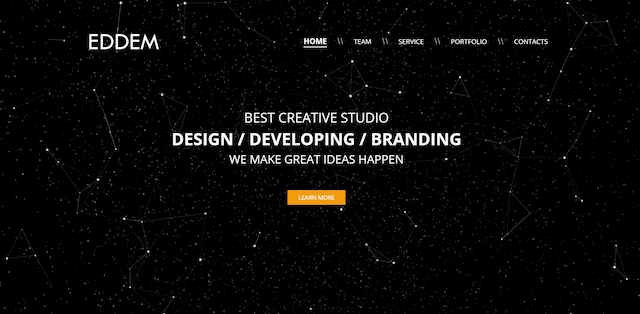 EDDEM
HOME \\ TEAM \\ SERVICE \\ PORTFOLIO \\ CONTACTS
BEST CREATIVE STUDIO
DESIGN / DEVELOPING / BRANDING
WE MAKE GREAT IDEAS HAPPEN
LEARN MORE